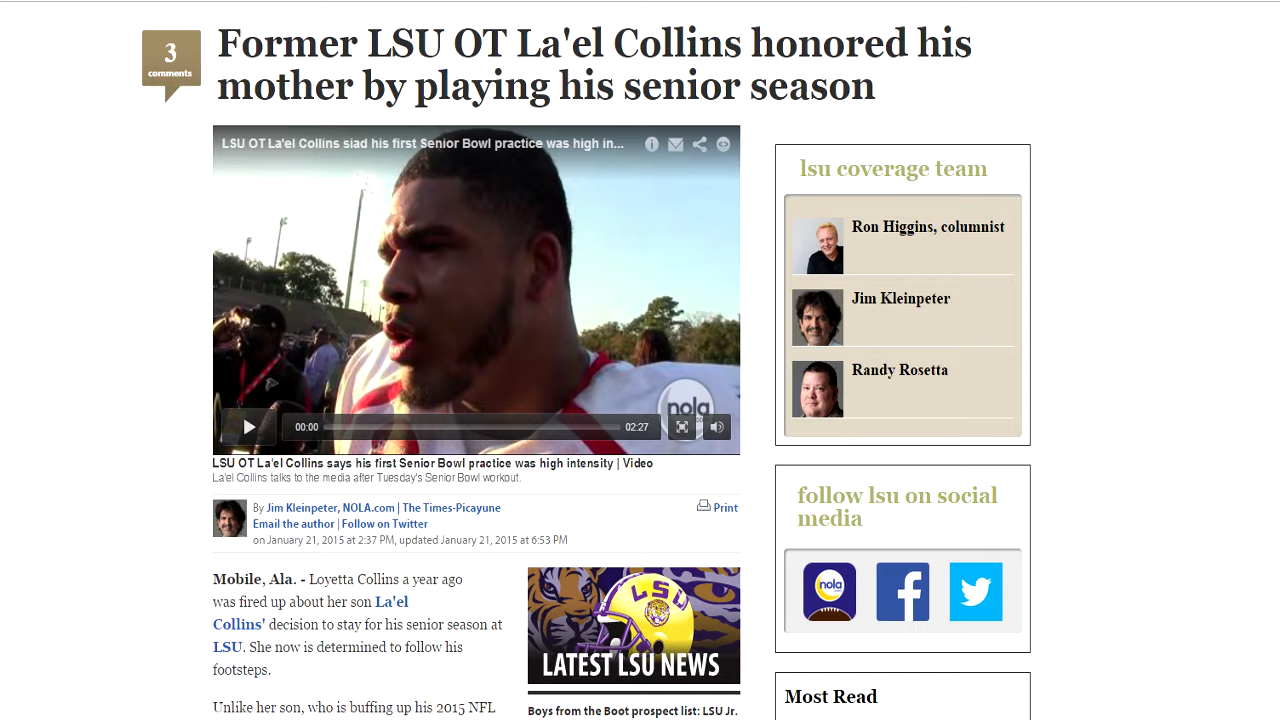 3
comments
Former LSU OT La'el Collins honored his
mother by playing his senior season
LSU OT La'el Collins siad his first Senior Bowl practice was high in...
nola
00:00
02:27
LSU OT La'el Collins says his first Senior Bowl practice was high intensity | Video
La'el Collins talks to the media after Tuesday's Senior Bowl workout.
By Jim Kleinpeter, NOLA.com | The Times-Picayune
Email the author | Follow on Twitter
on January 21, 2015 at 2:37 PM, updated January 21, 2015 at 6:53 PM
Print
Mobile, Ala. - Loyetta Collins a year ago
was fired up about her son La'el
Collins' decision to stay for his senior season at
LSU. She now is determined to follow his
footsteps.
Unlike her son, who is buffing up his 2015 NFL
LSU
LATEST LSU NEWS
Boys from the Boot prospect list: LSU Jr.
lsu coverage team
Ron Higgins, columnist
Jim Kleinpeter
Randy Rosetta
follow lsu on social
media
nola
f
Most Read